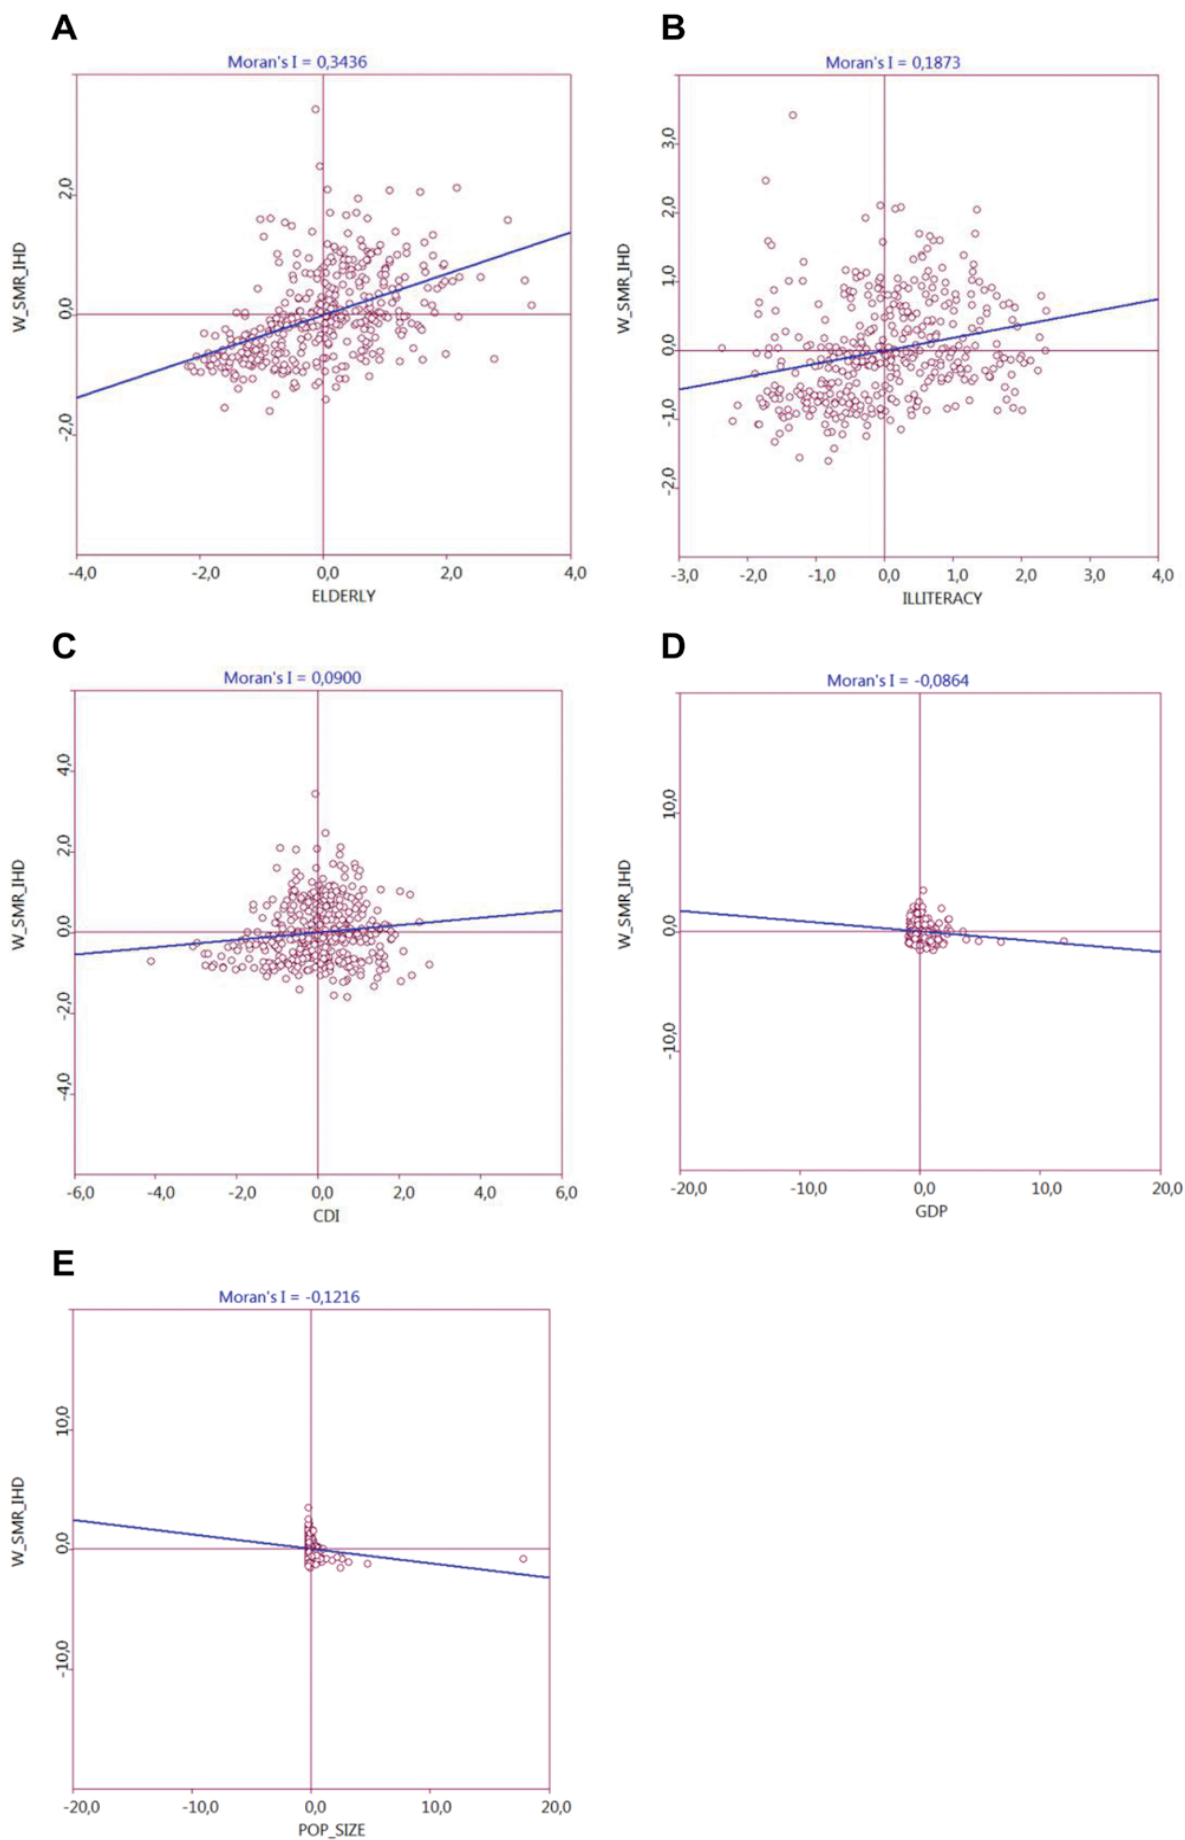 A
Moran's I = 0,3436
W_SMR_IHD
2,0
0,0
-2,0
-4,0 -2,0 0,0 2,0 4,0
ELDERLY
B
Moran's I = 0,1873
W_SMR_IHD
3,0
2,0
1,0
0,0
-1,0
-2,0
-3,0 -2,0 -1,0 0,0 1,0 2,0 3,0 4,0
ILLITERACY
C
Moran's I = 0,0900
W_SMR_IHD
4,0
2,0
0,0
-2,0
-4,0
-6,0 -4,0 -2,0 0,0 2,0 4,0 6,0
CDI
D
Moran's I = -0,0864
W_SMR_IHD
10,0
0,0
-10,0
-20,0 -10,0 0,0 10,0 20,0
GDP
E
Moran's I = -0,1216
W_SMR_IHD
10,0
0,0
-10,0
-20,0 -10,0 0,0 10,0 20,0
POP_SIZE